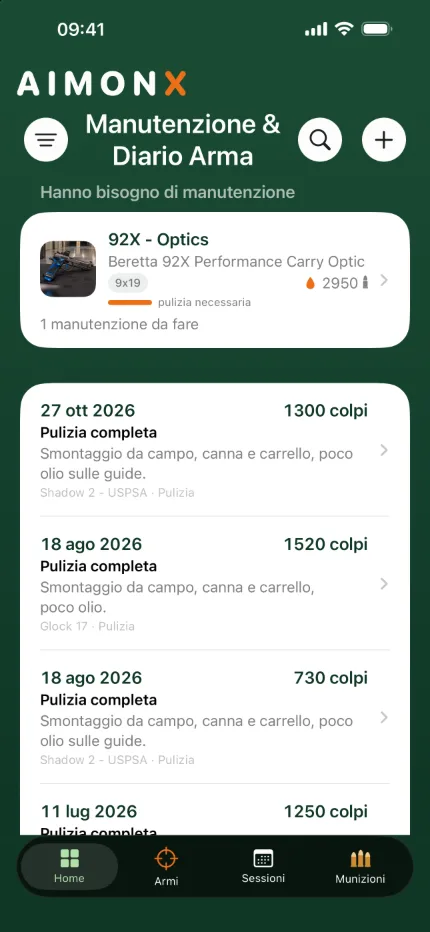 09:41
AIMONX
Manutenzione &
Diario Arma
Hanno bisogno di manutenzione
92X - Optics
Beretta 92X Performance Carry Optic
9x19
2950
pulizia necessaria
1 manutenzione da fare
27 ott 2026
1300 colpi
Pulizia completa
Smontaggio da campo, canna e carrello, poco
olio sulle guide.
Shadow 2 - USPSA · Pulizia
18 ago 2026
1520 colpi
Pulizia completa
Smontaggio da campo, canna e carrello,
poco olio.
Glock 17 · Pulizia
18 ago 2026
730 colpi
Pulizia completa
Smontaggio da campo, canna e carrello, poco
olio sulle guide.
Shadow 2 - USPSA · Pulizia
11 lug 2026
1250 colpi
Pulizia completa
Home
Armi
Sessioni
Munizioni